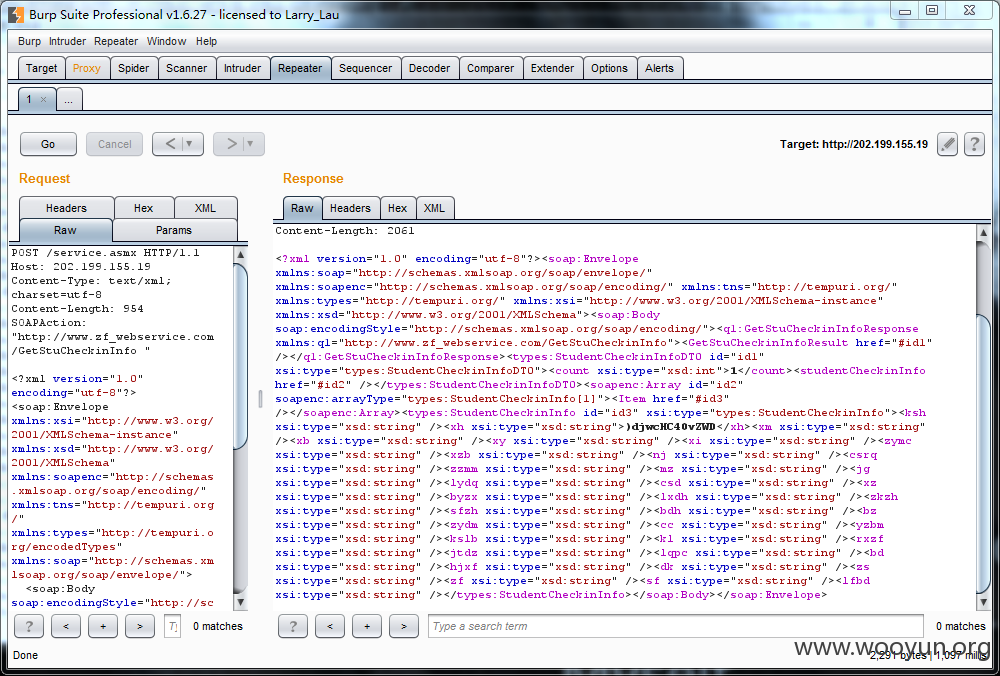 Burp Suite Professional v1.6.27 - licensed to Larry_Lau
Burp Intruder Repeater Window Help
Target Proxy Spider Scanner Intruder Repeater Sequencer Decoder Comparer Extender Options Alerts
1 × ...
Go Cancel < > Target: http://202.199.155.19 ?
Request
Headers Hex XML
Raw Params
POST /service.asmx HTTP/1.1
Host: 202.199.155.19
Content-Type: text/xml;
charset=utf-8
Content-Length: 954
SOAPAction:
"http://www.zf_webservice.com
/GetStuCheckinInfo "
<?xml version="1.0"
encoding="utf-8"?>
<soap:Envelope
xmlns:xsi="http://www.w3.org/
2001/XMLSchema-instance"
xmlns:xsd="http://www.w3.org/
2001/XMLSchema"
xmlns:soapenc="http://schemas
.xmlsoap.org/soap/encoding/"
xmlns:tns="http://tempuri.org
/"
xmlns:types="http://tempuri.o
rg/encodedTypes"
xmlns:soap="http://schemas.xm
lsoap.org/soap/envelope/">
<soap:Body
soap:encodingStyle="http://sc
? < + > 0 matches
Response
Raw Headers Hex XML
Content-Length: 2061
<?xml version="1.0" encoding="utf-8"?><soap:Envelope
xmlns:soap="http://schemas.xmlsoap.org/soap/envelope/"
xmlns:soapenc="http://schemas.xmlsoap.org/soap/encoding/" xmlns:tns="http://tempuri.org/"
xmlns:types="http://tempuri.org/" xmlns:xsi="http://www.w3.org/2001/XMLSchema-instance"
xmlns:xsd="http://www.w3.org/2001/XMLSchema"><soap:Body
soap:encodingStyle="http://schemas.xmlsoap.org/soap/encoding/"><q1:GetStuCheckinInfoResponse
xmlns:q1="http://www.zf_webservice.com/GetStuCheckinInfo"><GetStuCheckinInfoResult href="#id1"
/></q1:GetStuCheckinInfoResponse><types:StudentCheckinInfoDTO id="id1"
xsi:type="types:StudentCheckinInfoDTO"><count xsi:type="xsd:int">1</count><studentCheckinInfo
href="#id2" /></types:StudentCheckinInfoDTO><soapenc:Array id="id2"
soapenc:arrayType="types:StudentCheckinInfo[1]"><Item href="#id3"
/></soapenc:Array><types:StudentCheckinInfo id="id3" xsi:type="types:StudentCheckinInfo"><ksh
xsi:type="xsd:string" /><xh xsi:type="xsd:string">)djwcHC40vZWD</xh><xm xsi:type="xsd:string"
/><xb xsi:type="xsd:string" /><xy xsi:type="xsd:string" /><xi xsi:type="xsd:string" /><zymc
xsi:type="xsd:string" /><xzb xsi:type="xsd:string" /><nj xsi:type="xsd:string" /><csrq
xsi:type="xsd:string" /><zzmm xsi:type="xsd:string" /><mz xsi:type="xsd:string" /><jg
xsi:type="xsd:string" /><lydq xsi:type="xsd:string" /><csd xsi:type="xsd:string" /><xz
xsi:type="xsd:string" /><byzx xsi:type="xsd:string" /><lxdh xsi:type="xsd:string" /><zkzh
xsi:type="xsd:string" /><sfzh xsi:type="xsd:string" /><bdh xsi:type="xsd:string" /><bz
xsi:type="xsd:string" /><zydm xsi:type="xsd:string" /><cc xsi:type="xsd:string" /><yzbm
xsi:type="xsd:string" /><kslb xsi:type="xsd:string" /><kl xsi:type="xsd:string" /><rxzf
xsi:type="xsd:string" /><jtdz xsi:type="xsd:string" /><lqpc xsi:type="xsd:string" /><bd
xsi:type="xsd:string" /><hjxf xsi:type="xsd:string" /><dk xsi:type="xsd:string" /><zs
xsi:type="xsd:string" /><zf xsi:type="xsd:string" /><sf xsi:type="xsd:string" /><lfbd
xsi:type="xsd:string" /></types:StudentCheckinInfo></soap:Body></soap:Envelope>
? < + > Type a search term 0 matches
Done
2,291 bytes | 1,097 millis
www.wooyun.org